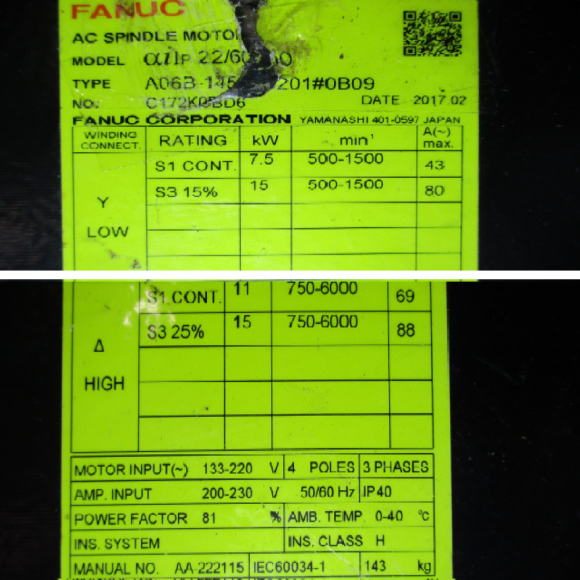 FANUC
AC SPINDLE MOTOR
MODEL αiIP 22/60
TYPE A06B-145 201#0B09
NO. C172K05BD6 DATE 2017.02
FANUC CORPORATION YAMANASHI 401-0597 JAPAN
WINDING CONNECT. RATING kW min⁻¹ A(~) max.
S1 CONT. 7.5 500-1500 43
S3 15% 15 500-1500 80
Y
LOW
S1 CONT. 11 750-6000 69
S3 25% 15 750-6000 88
Δ
HIGH
MOTOR INPUT(~) 133-220 V 4 POLES 3 PHASES
AMP. INPUT 200-230 V 50/60 Hz IP40
POWER FACTOR 81 % AMB. TEMP. 0-40 °C
INS. SYSTEM INS. CLASS H
MANUAL NO. AA-222115 IEC60034-1 143 kg